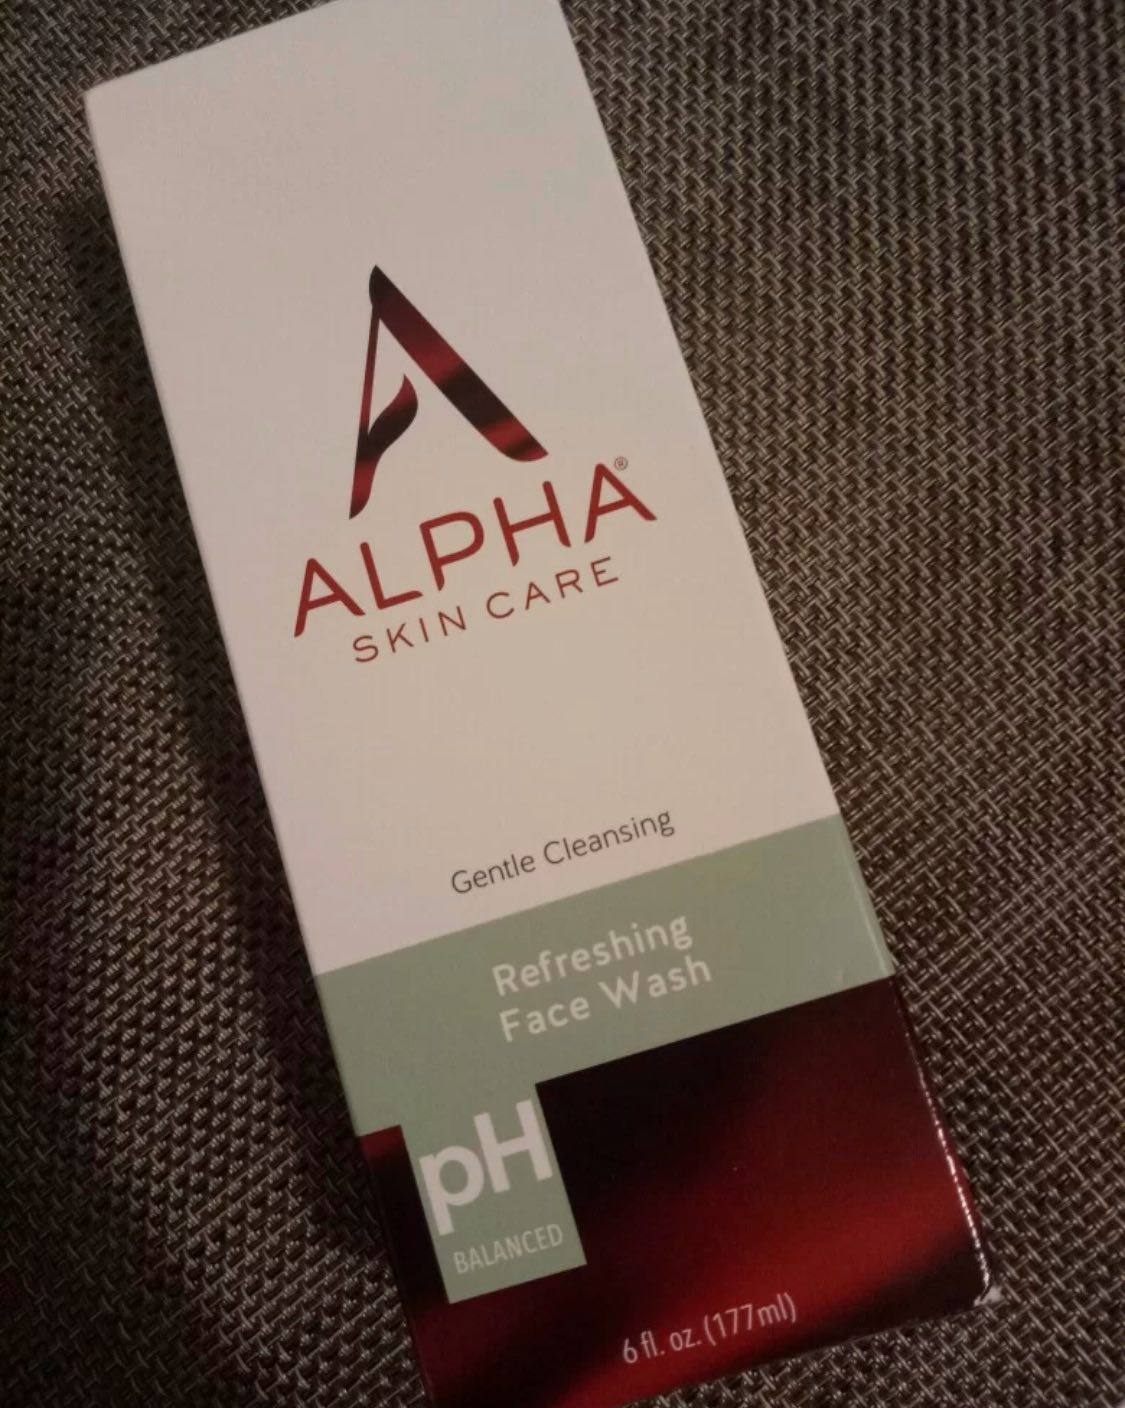 ALPHA®
SKIN CARE
Gentle Cleansing
Refreshing
Face Wash
pH
BALANCED
6 fl. oz. (177ml)